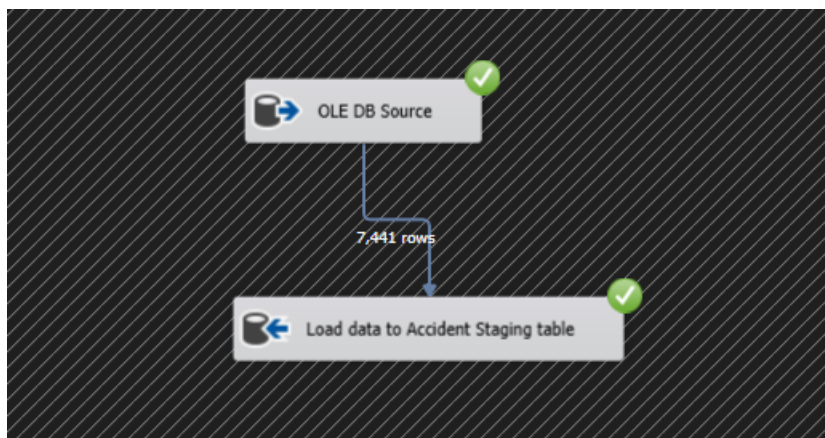 OLE DB Source
7,441 rows
Load data to Accident Staging table